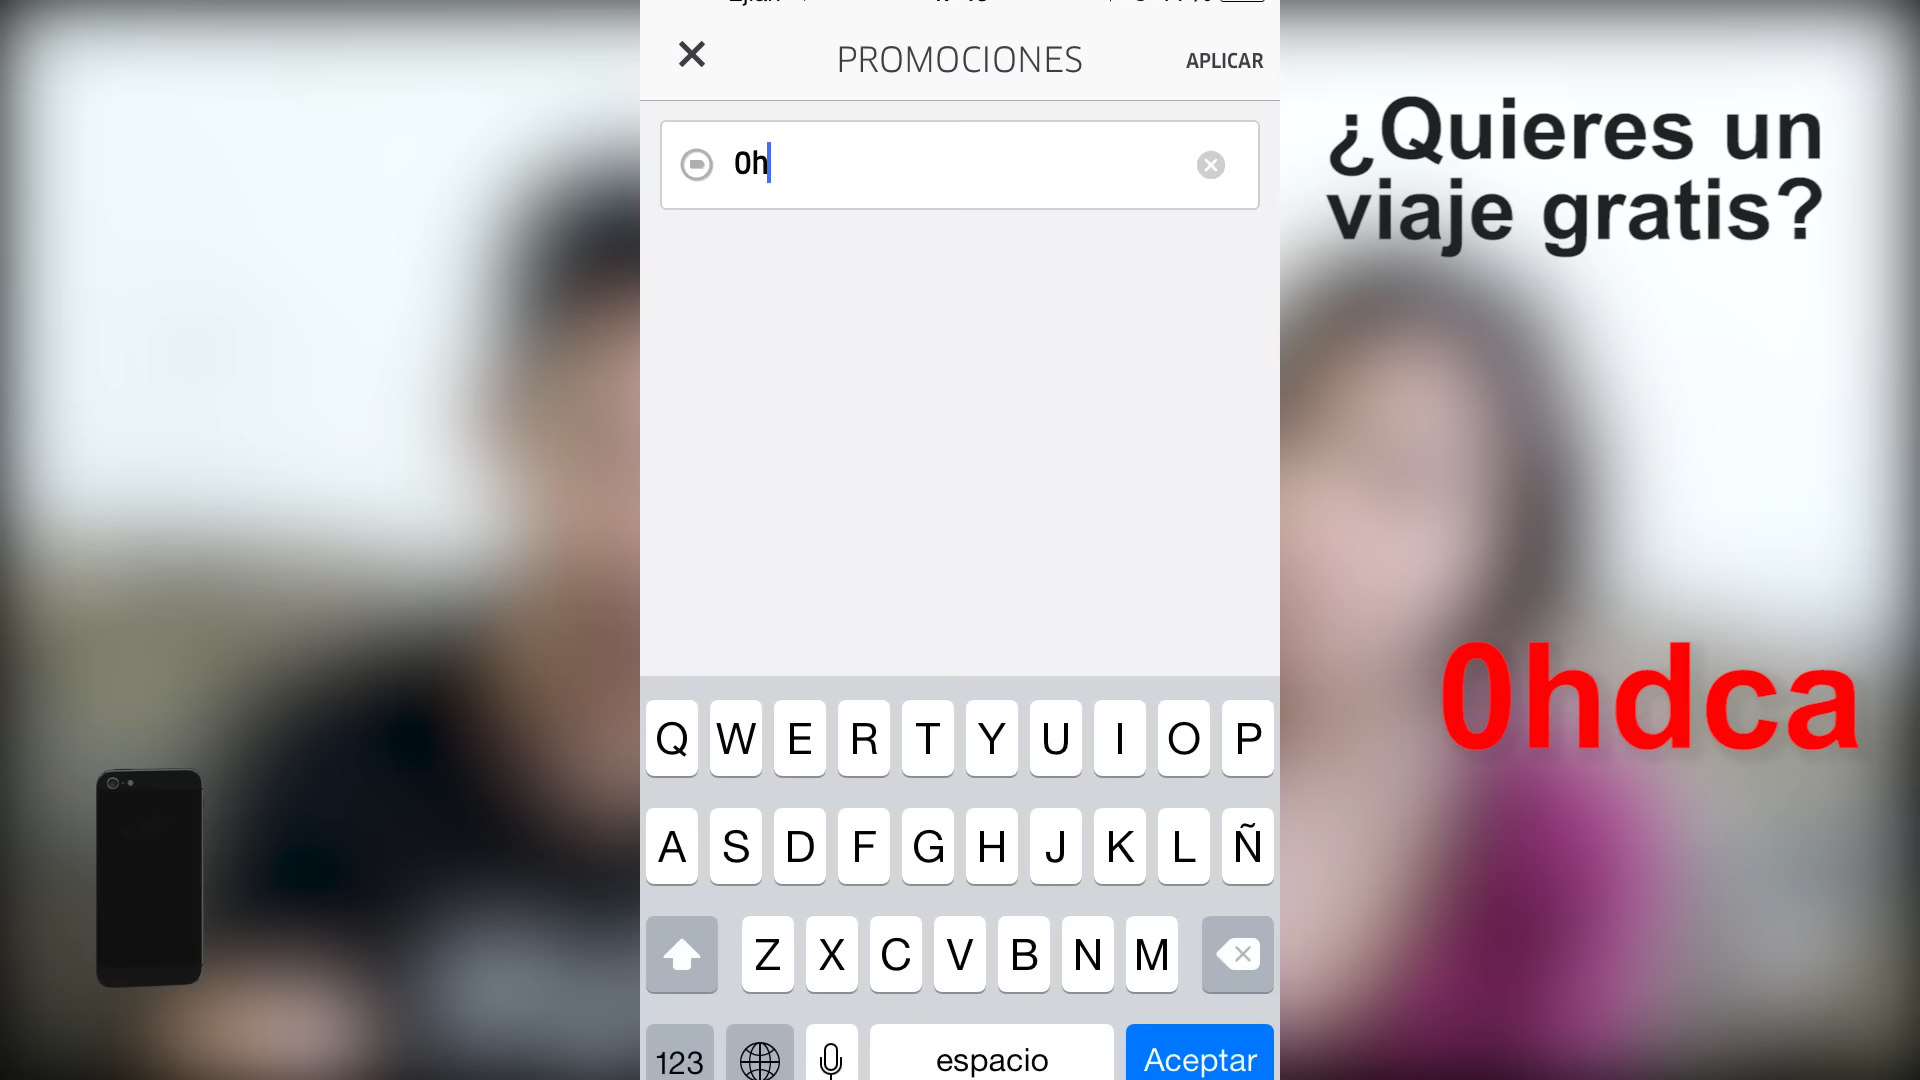 PROMOCIONES
APLICAR
0h
¿Quieres un
viaje gratis?
0hdca
Q W E R T Y U I O P
A S D F G H J K L Ñ
Z X C V B N M
123
espacio
Aceptar